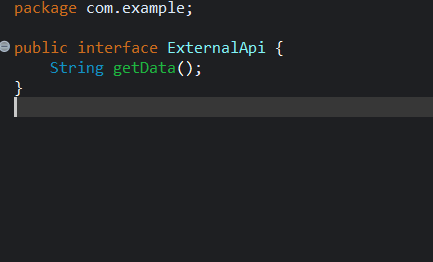 package com.example;
public interface ExternalApi {
    String getData();
}